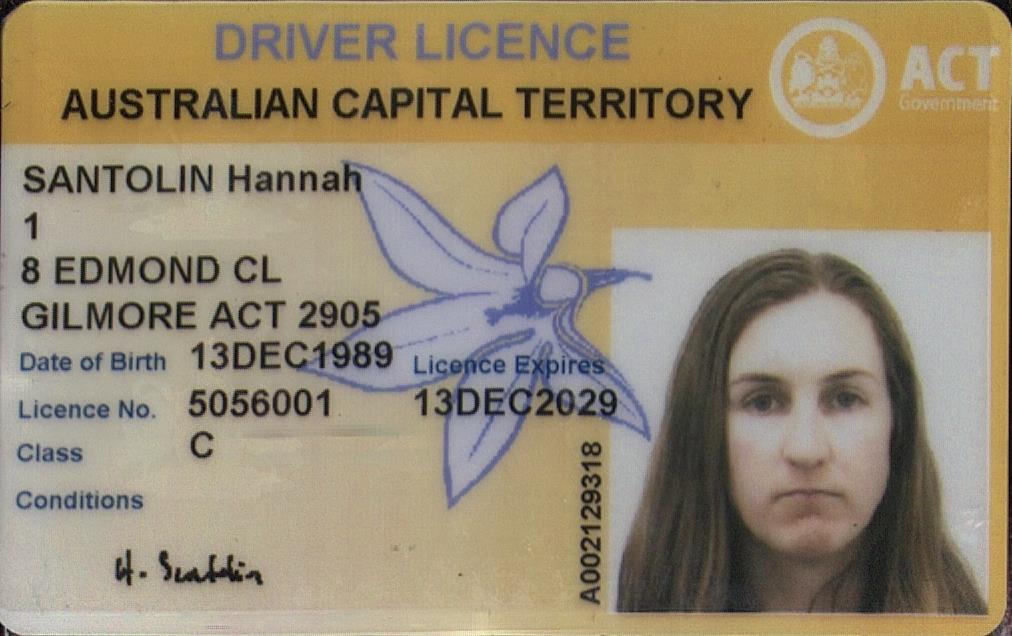 DRIVER LICENCE
AUSTRALIAN CAPITAL TERRITORY
ACT
Government
SANTOLIN Hannah
1
8 EDMOND CL
GILMORE ACT 2905
Date of Birth 13DEC1989 Licence Expires
Licence No. 5056001 13DEC2029
Class C
Conditions
A002129318
H. Santolin